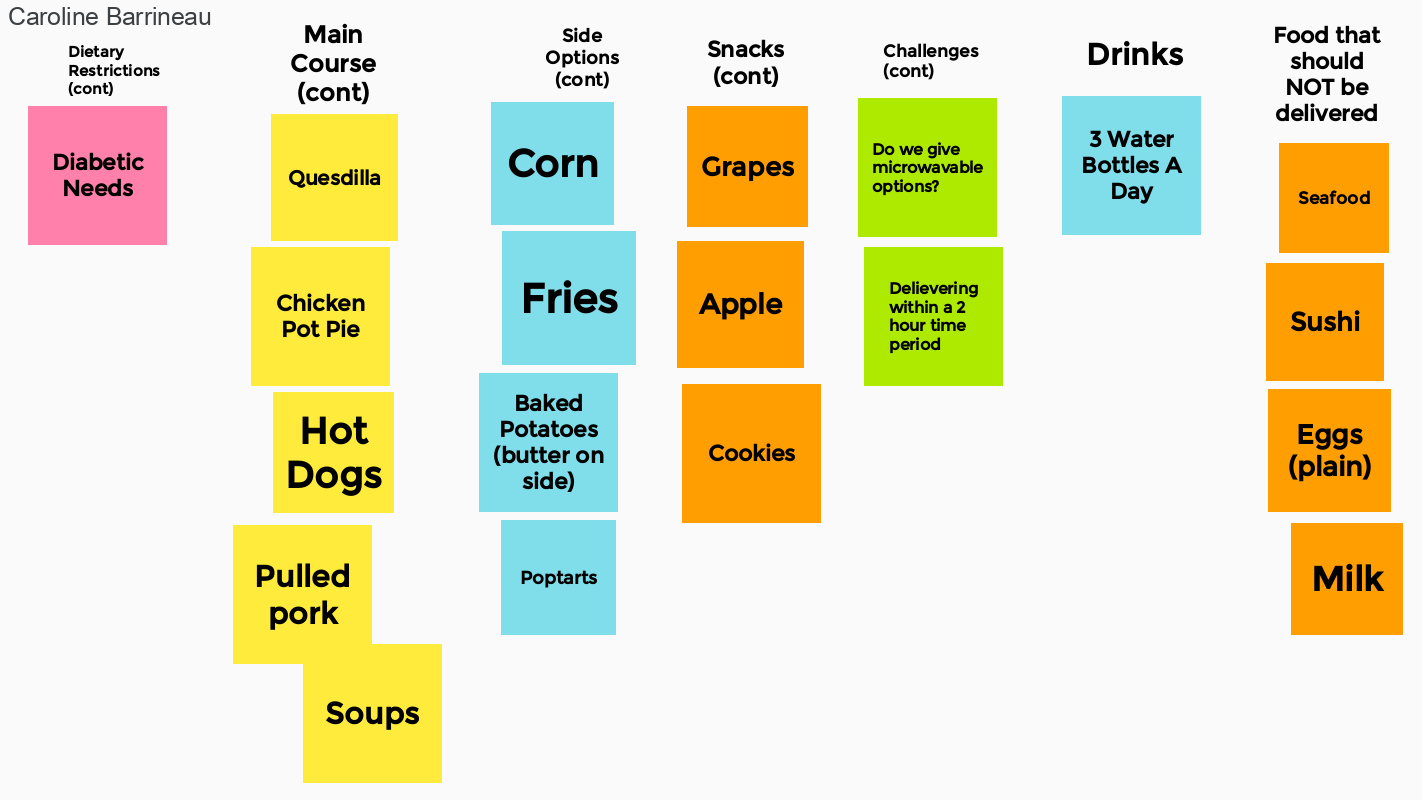 Caroline Barrineau
Dietary
Restrictions
(cont)
Diabetic
Needs
Main
Course
(cont)
Quesdilla
Chicken
Pot Pie
Hot
Dogs
Pulled
pork
Soups
Side
Options
(cont)
Corn
Fries
Baked
Potatoes
(butter on
side)
Poptarts
Snacks
(cont)
Grapes
Apple
Cookies
Challenges
(cont)
Do we give
microwavable
options?
Delievering
within a 2
hour time
period
Drinks
3 Water
Bottles A
Day
Food that
should
NOT be
delivered
Seafood
Sushi
Eggs
(plain)
Milk